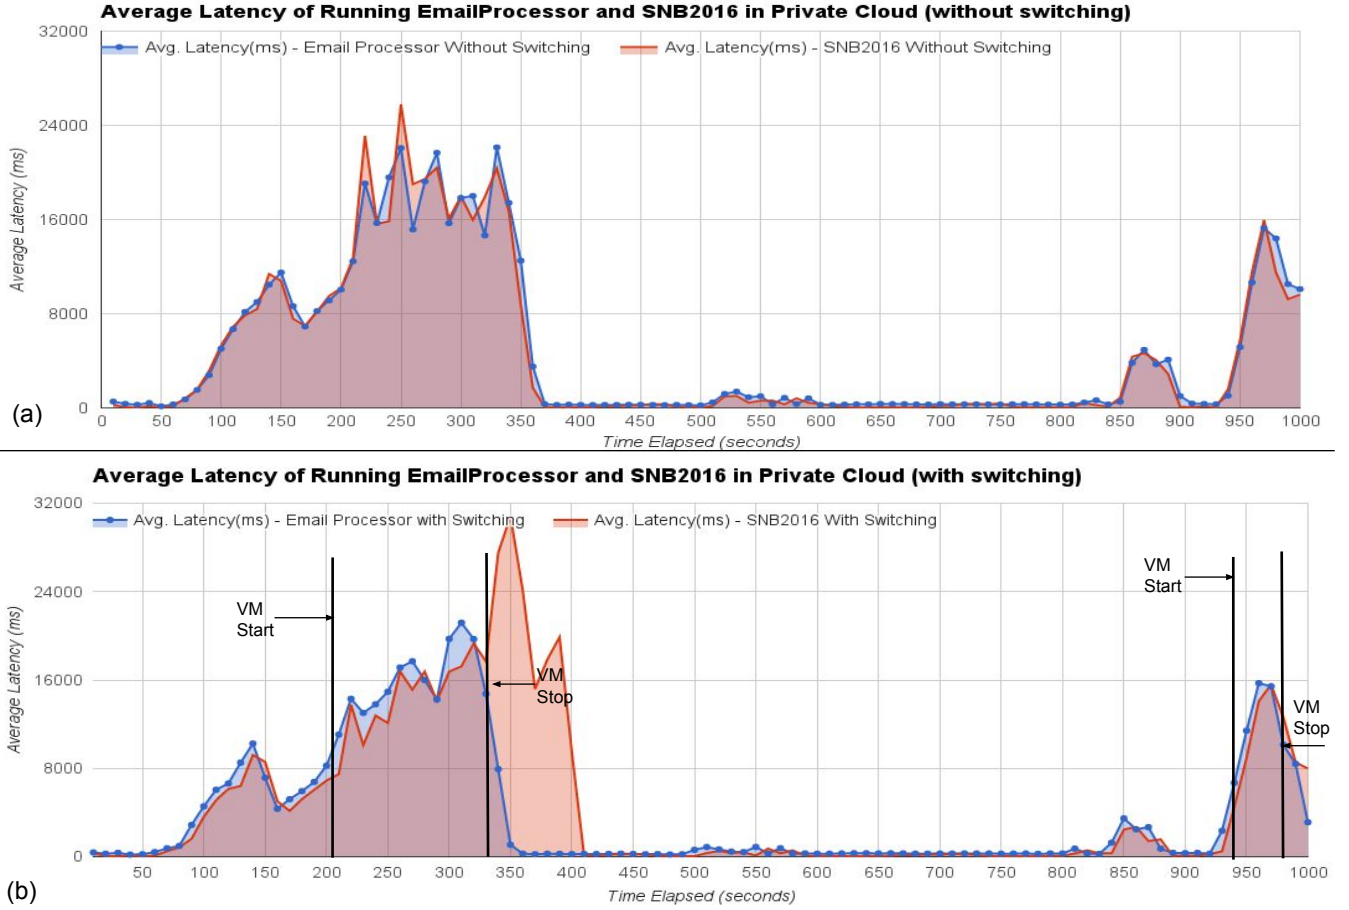 Average Latency of Running EmailProcessor and SNB2016 in Private Cloud (without switching)
32000
Avg. Latency(ms) - Email Processor Without Switching
Avg. Latency(ms) - SNB2016 Without Switching
24000
16000
8000
0
Average Latency (ms)
0 50 100 150 200 250 300 350 400 450 500 550 600 650 700 750 800 850 900 950 1000
Time Elapsed (seconds)
(a)
Average Latency of Running EmailProcessor and SNB2016 in Private Cloud (with switching)
32000
Avg. Latency(ms) - Email Processor with Switching
Avg. Latency(ms) - SNB2016 With Switching
24000
16000
8000
0
Average Latency (ms)
VM
Start
VM
Stop
VM
Start
VM
Stop
50 100 150 200 250 300 350 400 450 500 550 600 650 700 750 800 850 900 950 1000
Time Elapsed (seconds)
(b)